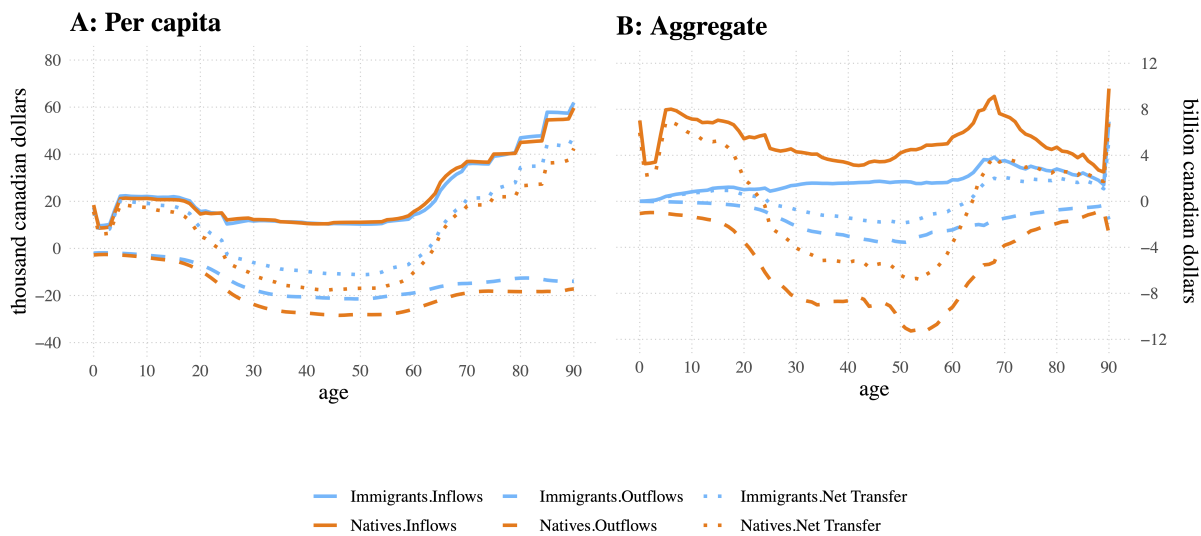 A: Per capita
B: Aggregate
thousand canadian dollars
80
60
40
20
0
−20
−40
0 10 20 30 40 50 60 70 80 90
age
12
8
4
0
−4
−8
−12
billion canadian dollars
0 10 20 30 40 50 60 70 80 90
age
Immigrants.Inflows Immigrants.Outflows Immigrants.Net Transfer
Natives.Inflows Natives.Outflows Natives.Net Transfer